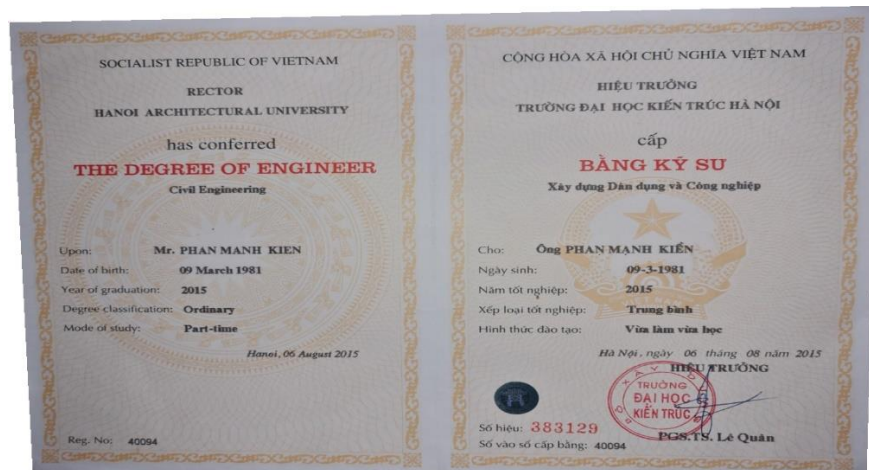 SOCIALIST REPUBLIC OF VIETNAM
RECTOR
HANOI ARCHITECTURAL UNIVERSITY
has conferred
THE DEGREE OF ENGINEER
Civil Engineering
Upon: Mr. PHAN MANH KIEN
Date of birth: 09 March 1981
Year of graduation: 2015
Degree classification: Ordinary
Mode of study: Part-time
Hanoi, 06 August 2015
Reg. No: 40094
CỘNG HÒA XÃ HỘI CHỦ NGHĨA VIỆT NAM
HIỆU TRƯỞNG
TRƯỜNG ĐẠI HỌC KIẾN TRÚC HÀ NỘI
cấp
BẰNG KỸ SƯ
Xây dựng Dân dụng và Công nghiệp
Cho: Ông PHAN MẠNH KIỂN
Ngày sinh: 09-3-1981
Năm tốt nghiệp: 2015
Xếp loại tốt nghiệp: Trung bình
Hình thức đào tạo: Vừa làm vừa học
Hà Nội, ngày 06 tháng 08 năm 2015
HIỆU TRƯỞNG
TRƯỜNG
ĐẠI HỌC
KIẾN TRÚC
Số hiệu: 383129
Số vào sổ cấp bằng: 40094
PGS.TS. Lê Quân